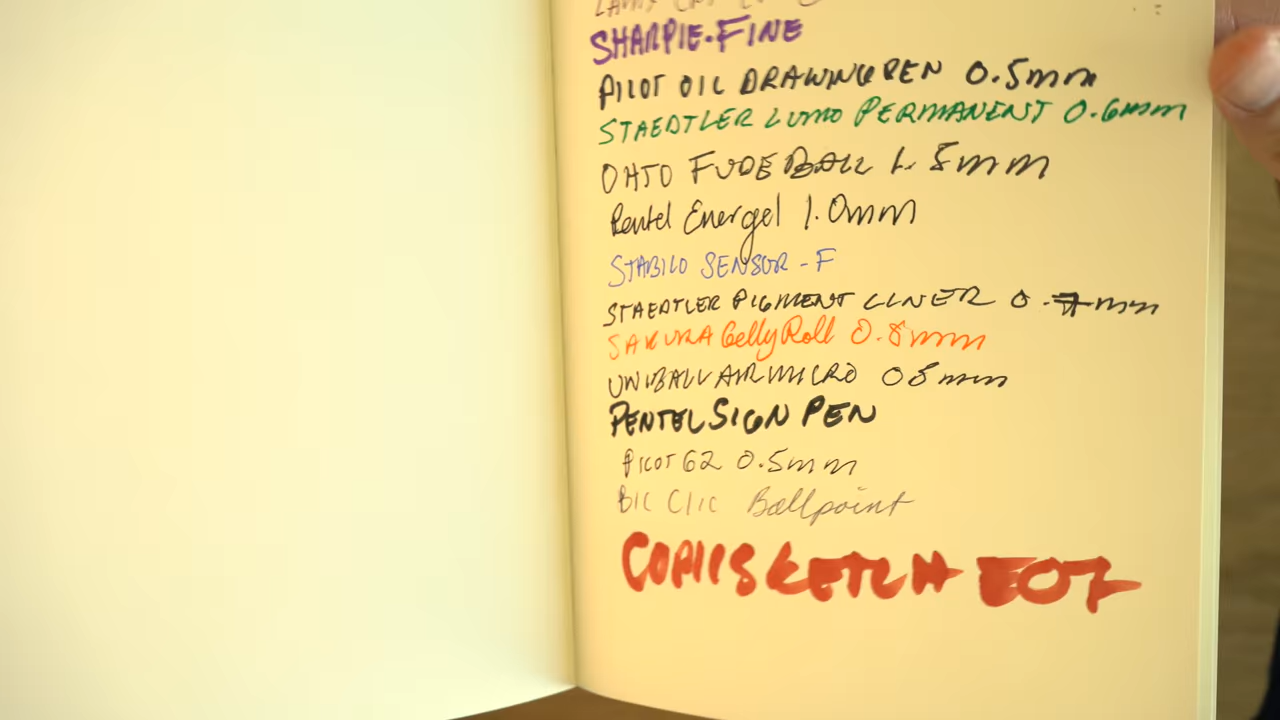 SHARPIE-FINE
PILOT OIL DRAWING PEN 0.5mm
STAEDTLER LUMO PERMANENT 0.6mm
OHTO FUDE BALL 1.5mm
Pentel Energel 1.0mm
STABILO SENSOR - F
STAEDTLER PIGMENT LINER 0.7mm
SAKURA Gelly Roll 0.8mm
UNIBALL AIR MICRO 05mm
PENTEL SIGN PEN
PILOT G2 0.5mm
BIC Clic Ballpoint
COPIC SKETCH E07